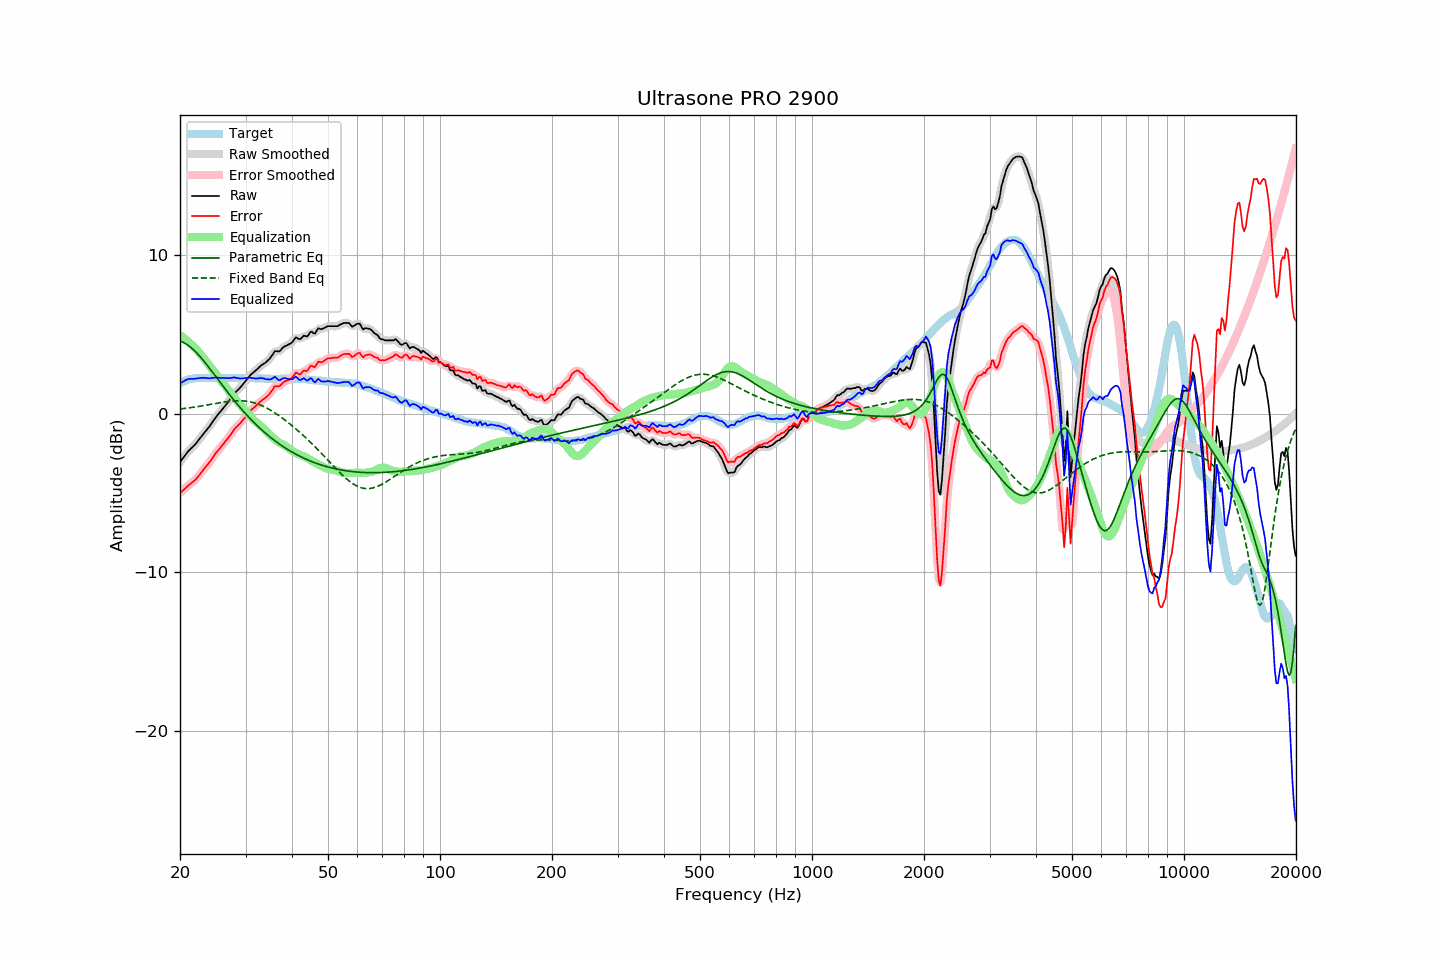 Ultrasone PRO 2900
Target
Raw Smoothed
Error Smoothed
Raw
Error
Equalization
Parametric Eq
Fixed Band Eq
Equalized
10
0
−10
−20
Amplitude (dBr)
20 50 100 200 500 1000 2000 5000 10000 20000
Frequency (Hz)